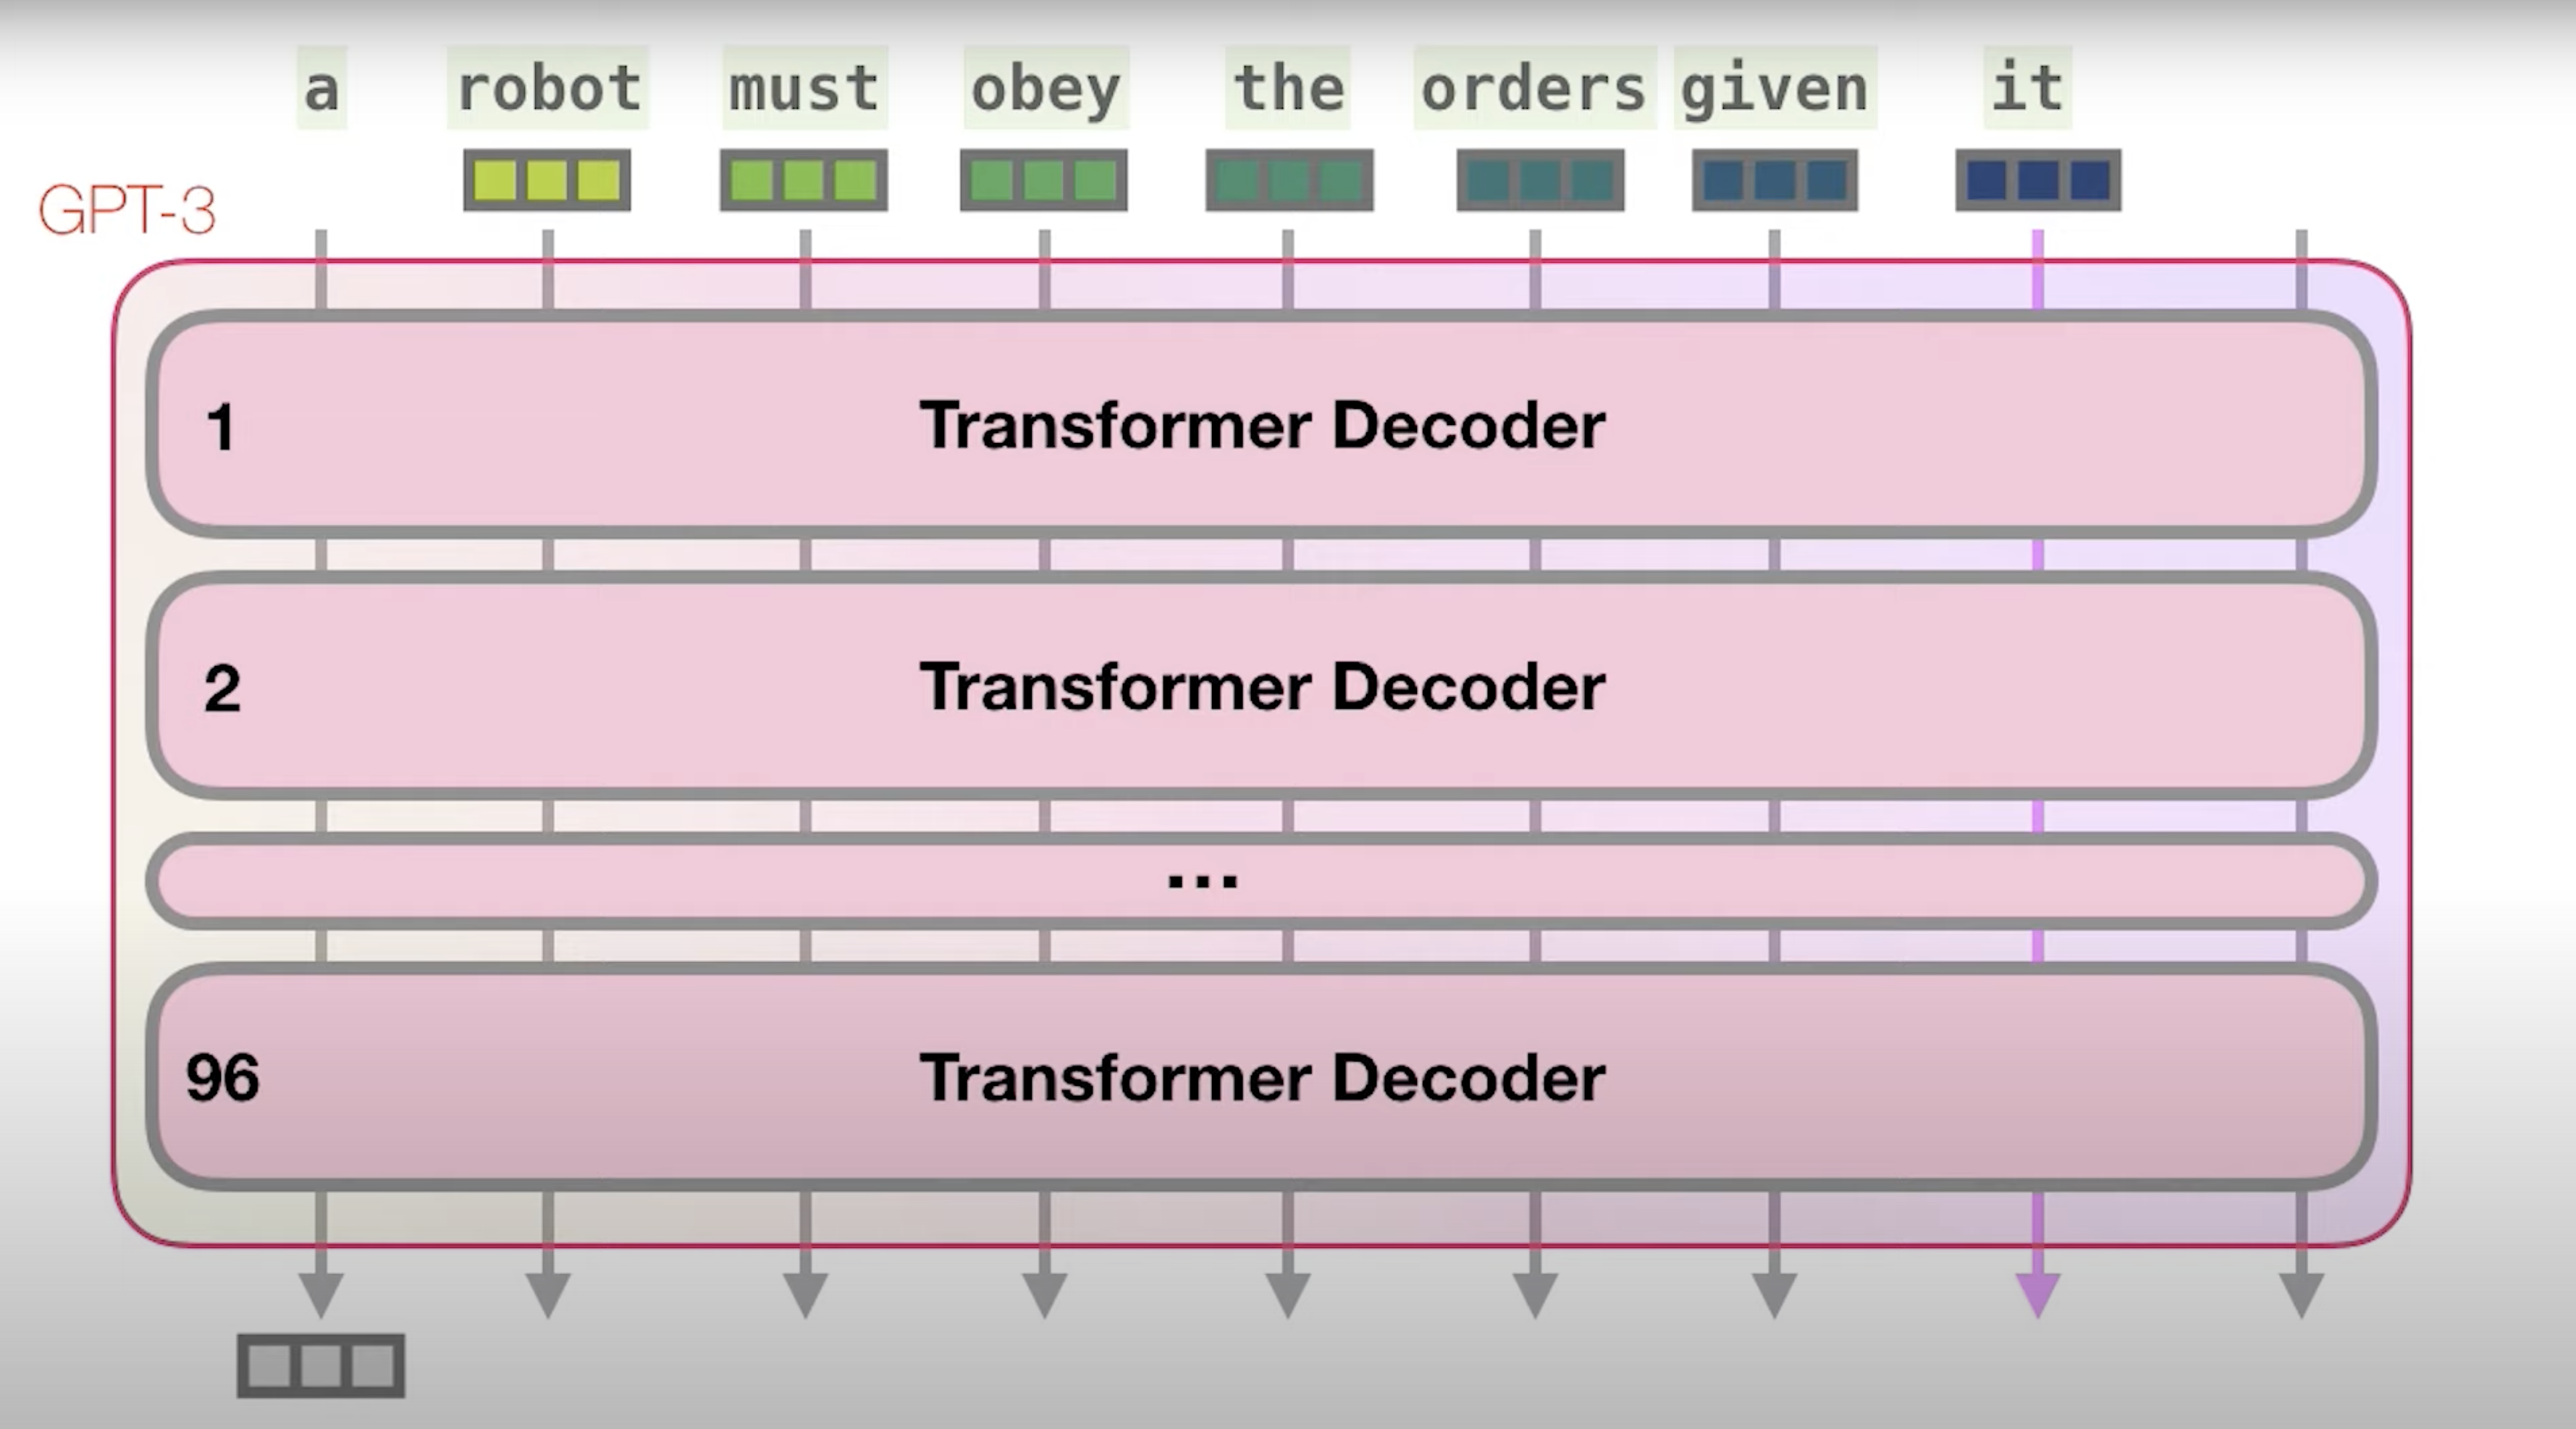 a robot must obey the orders given it
GPT-3
1 Transformer Decoder
2 Transformer Decoder
...
96 Transformer Decoder